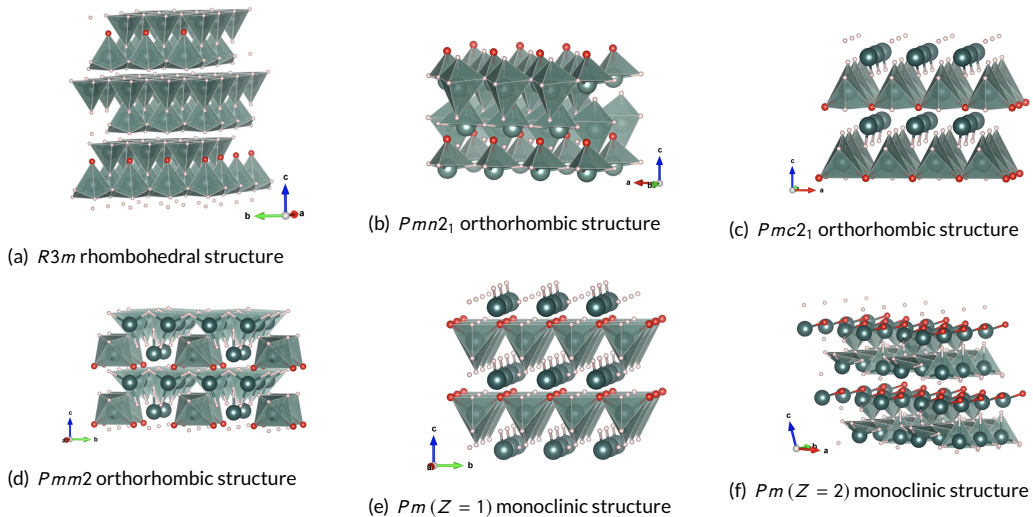 c
b
a
(a) R3m rhombohedral structure
c
a
b
(b) Pmn2₁ orthorhombic structure
c
a
(c) Pmc2₁ orthorhombic structure
c
a
b
(d) Pmm2 orthorhombic structure
c
a
b
(e) Pm (Z = 1) monoclinic structure
c
b
a
(f) Pm (Z = 2) monoclinic structure